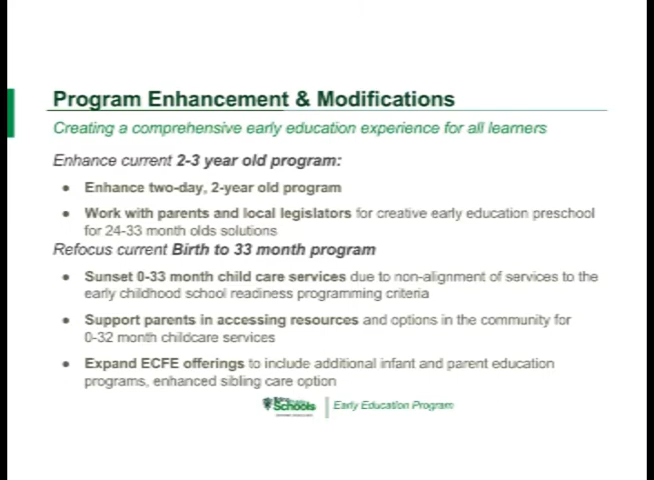 Program Enhancement & Modifications
Creating a comprehensive early education experience for all learners
Enhance current 2-3 year old program:
• Enhance two-day, 2-year old program
• Work with parents and local legislators for creative early education preschool
for 24-33 month olds solutions
Refocus current Birth to 33 month program
• Sunset 0-33 month child care services due to non-alignment of services to the
early childhood school readiness programming criteria
• Support parents in accessing resources and options in the community for
0-32 month childcare services
• Expand ECFE offerings to include additional infant and parent education
programs, enhanced sibling care option
Schools
Early Education Program